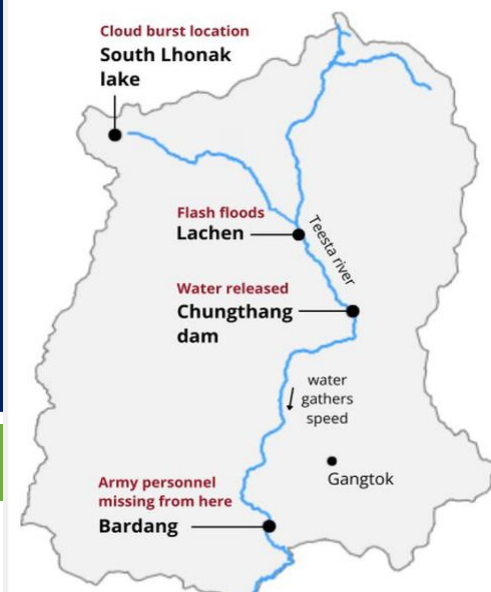 Cloud burst location
South Lhonak
lake
Flash floods
Lachen
Teesta river
Water released
Chungthang
dam
water
gathers
speed
Gangtok
Army personnel
missing from here
Bardang